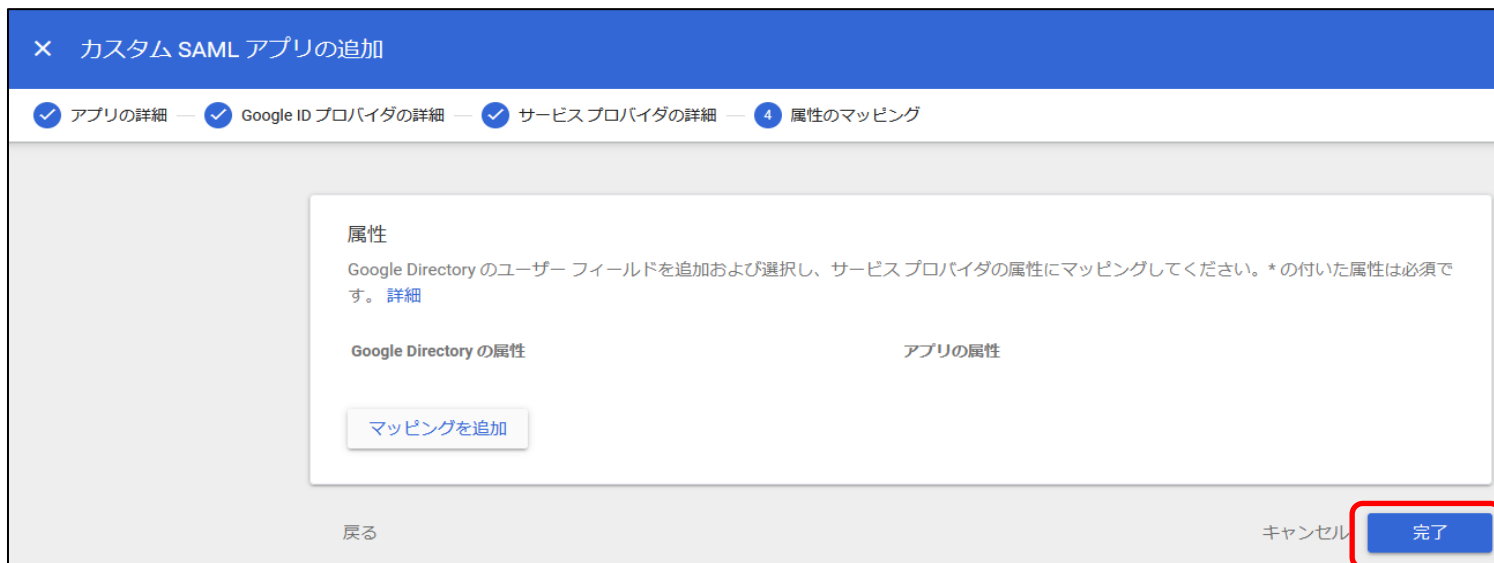 カスタム SAML アプリの追加
アプリの詳細 Google ID プロバイダの詳細 サービス プロバイダの詳細 4 属性のマッピング
属性
Google Directory のユーザー フィールドを追加および選択し、サービス プロバイダの属性にマッピングしてください。* の付いた属性は必須で
す。 詳細
Google Directory の属性 アプリの属性
マッピングを追加
戻る キャンセル 完了